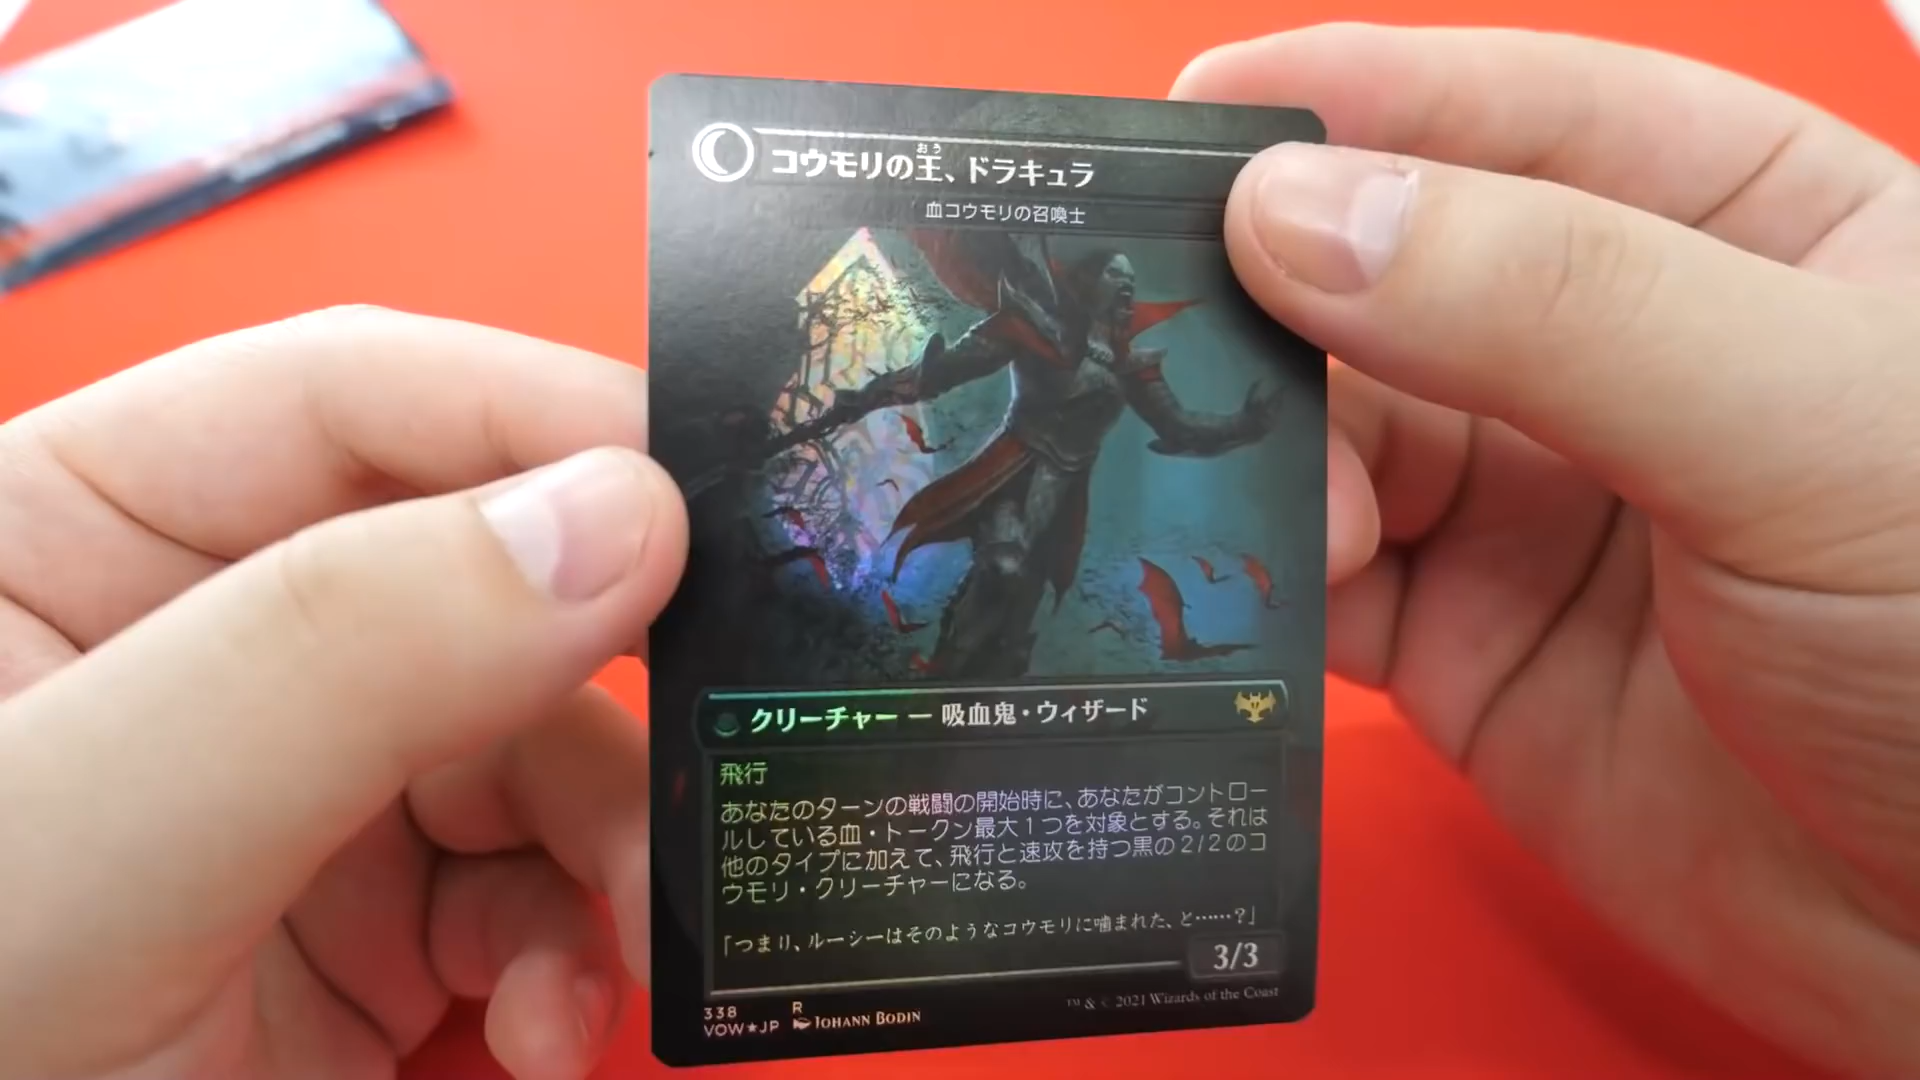 おう
コウモリの王、ドラキュラ
血コウモリの召喚士
クリーチャー — 吸血鬼・ウィザード
飛行
あなたのターンの戦闘の開始時に、あなたがコントロー
ルしている血・トークン最大1つを対象とする。それは
他のタイプに加えて、飛行と速攻を持つ黒の2/2のコ
ウモリ・クリーチャーになる。
「つまり、ルーシーはそのようなコウモリに噛まれた、と……?」
3/3
338 R
VOW★JP Johann Bodin
™ & © 2021 Wizards of the Coast